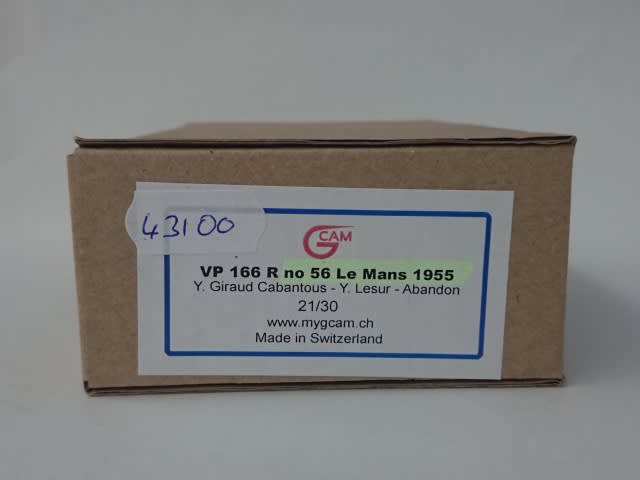 43100
CAM
VP 166 R no 56 Le Mans 1955
Y. Giraud Cabantous - Y. Lesur - Abandon
21/30
www.mygcam.ch
Made in Switzerland